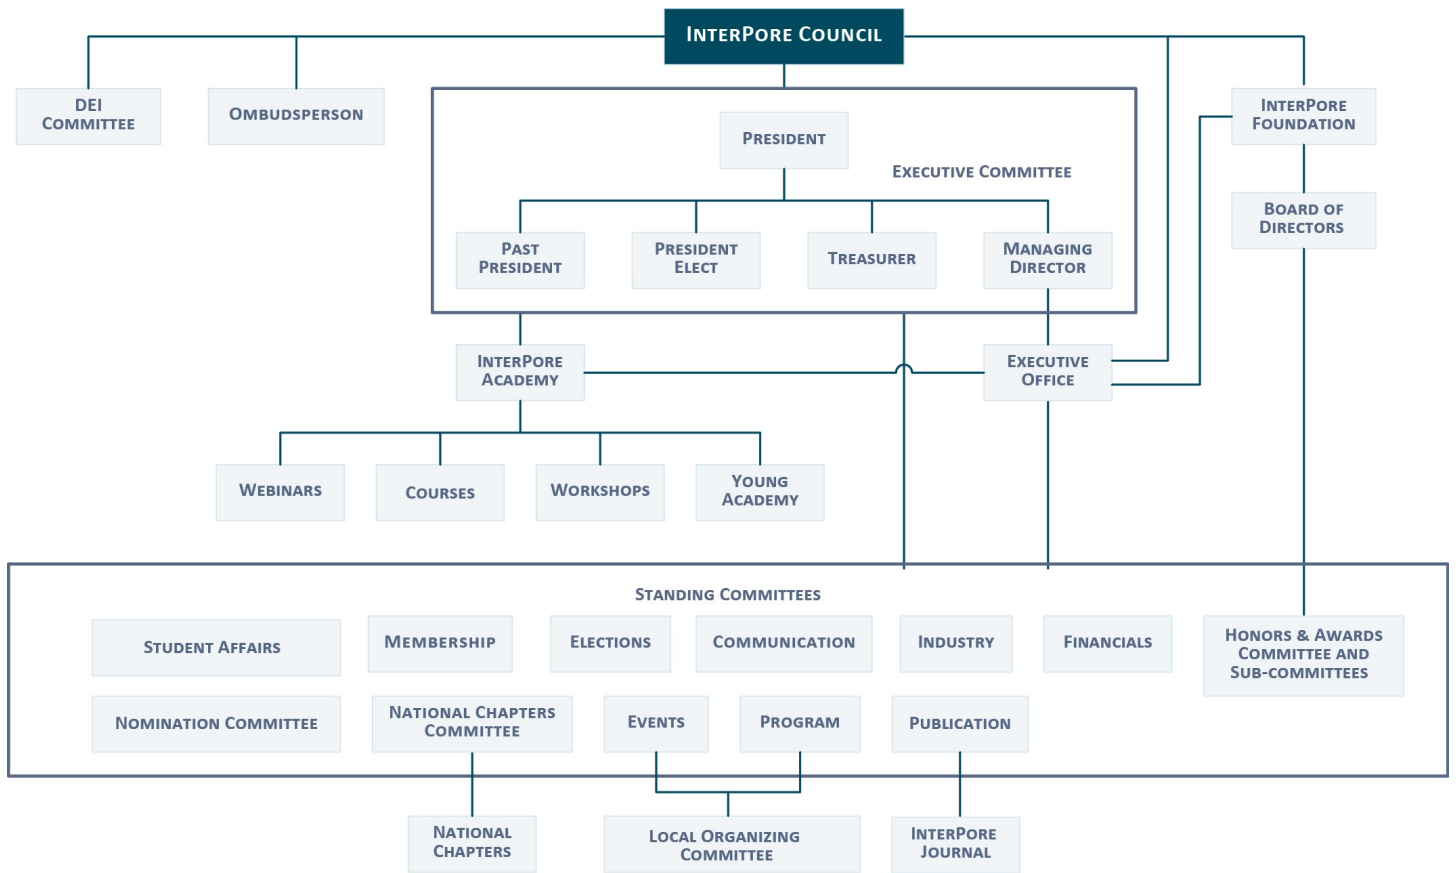 InterPore Council
DEI
Committee
Ombudsperson
InterPore
Foundation
President
Executive Committee
Board of
Directors
Past
President
President
Elect
Treasurer
Managing
Director
InterPore
Academy
Executive
Office
Webinars
Courses
Workshops
Young
Academy
Standing Committees
Student Affairs
Membership
Elections
Communication
Industry
Financials
Honors & Awards
Committee and
Sub-committees
Nomination Committee
National Chapters
Committee
Events
Program
Publication
National
Chapters
Local Organizing
Committee
InterPore
Journal